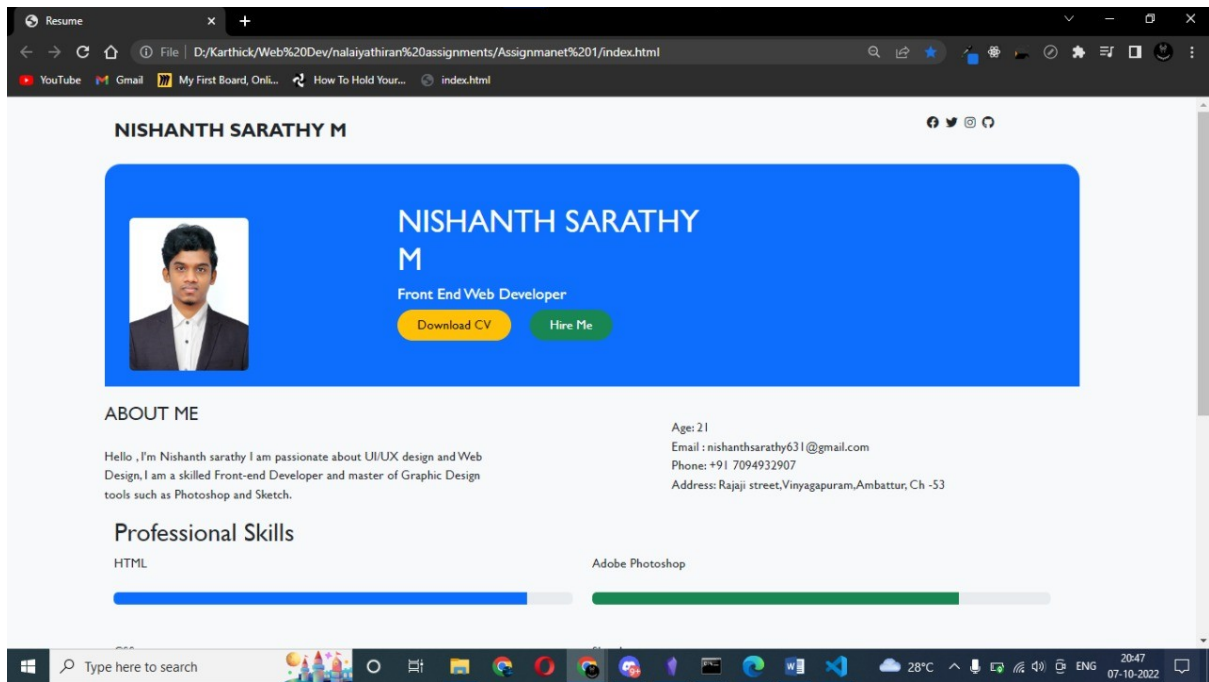 Resume
File | D:/Karthick/Web%20Dev/nalaiyathiran%20assignments/Assignmanet%201/index.html
YouTube Gmail My First Board, Onli... How To Hold Your... index.html
NISHANTH SARATHY M
NISHANTH SARATHY
M
Front End Web Developer
Download CV Hire Me
ABOUT ME
Hello , I'm Nishanth sarathy I am passionate about UI/UX design and Web
Design, I am a skilled Front-end Developer and master of Graphic Design
tools such as Photoshop and Sketch.
Age: 21
Email : nishanthsarathy631@gmail.com
Phone: +91 7094932907
Address: Rajaji street,Vinyagapuram,Ambattur, Ch -53
Professional Skills
HTML Adobe Photoshop
Type here to search 28°C ENG 20:47
07-10-2022